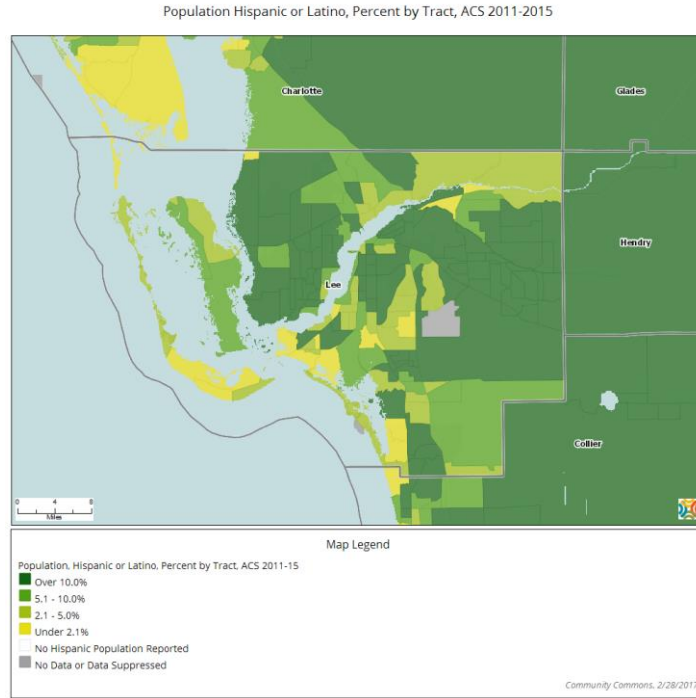 Population Hispanic or Latino, Percent by Tract, ACS 2011-2015
Charlotte
Glades
Hendry
Lee
Collier
0 4 8
Miles
Map Legend
Population, Hispanic or Latino, Percent by Tract, ACS 2011-15
Over 10.0%
5.1 - 10.0%
2.1 - 5.0%
Under 2.1%
No Hispanic Population Reported
No Data or Data Suppressed
Community Commons, 2/28/2017